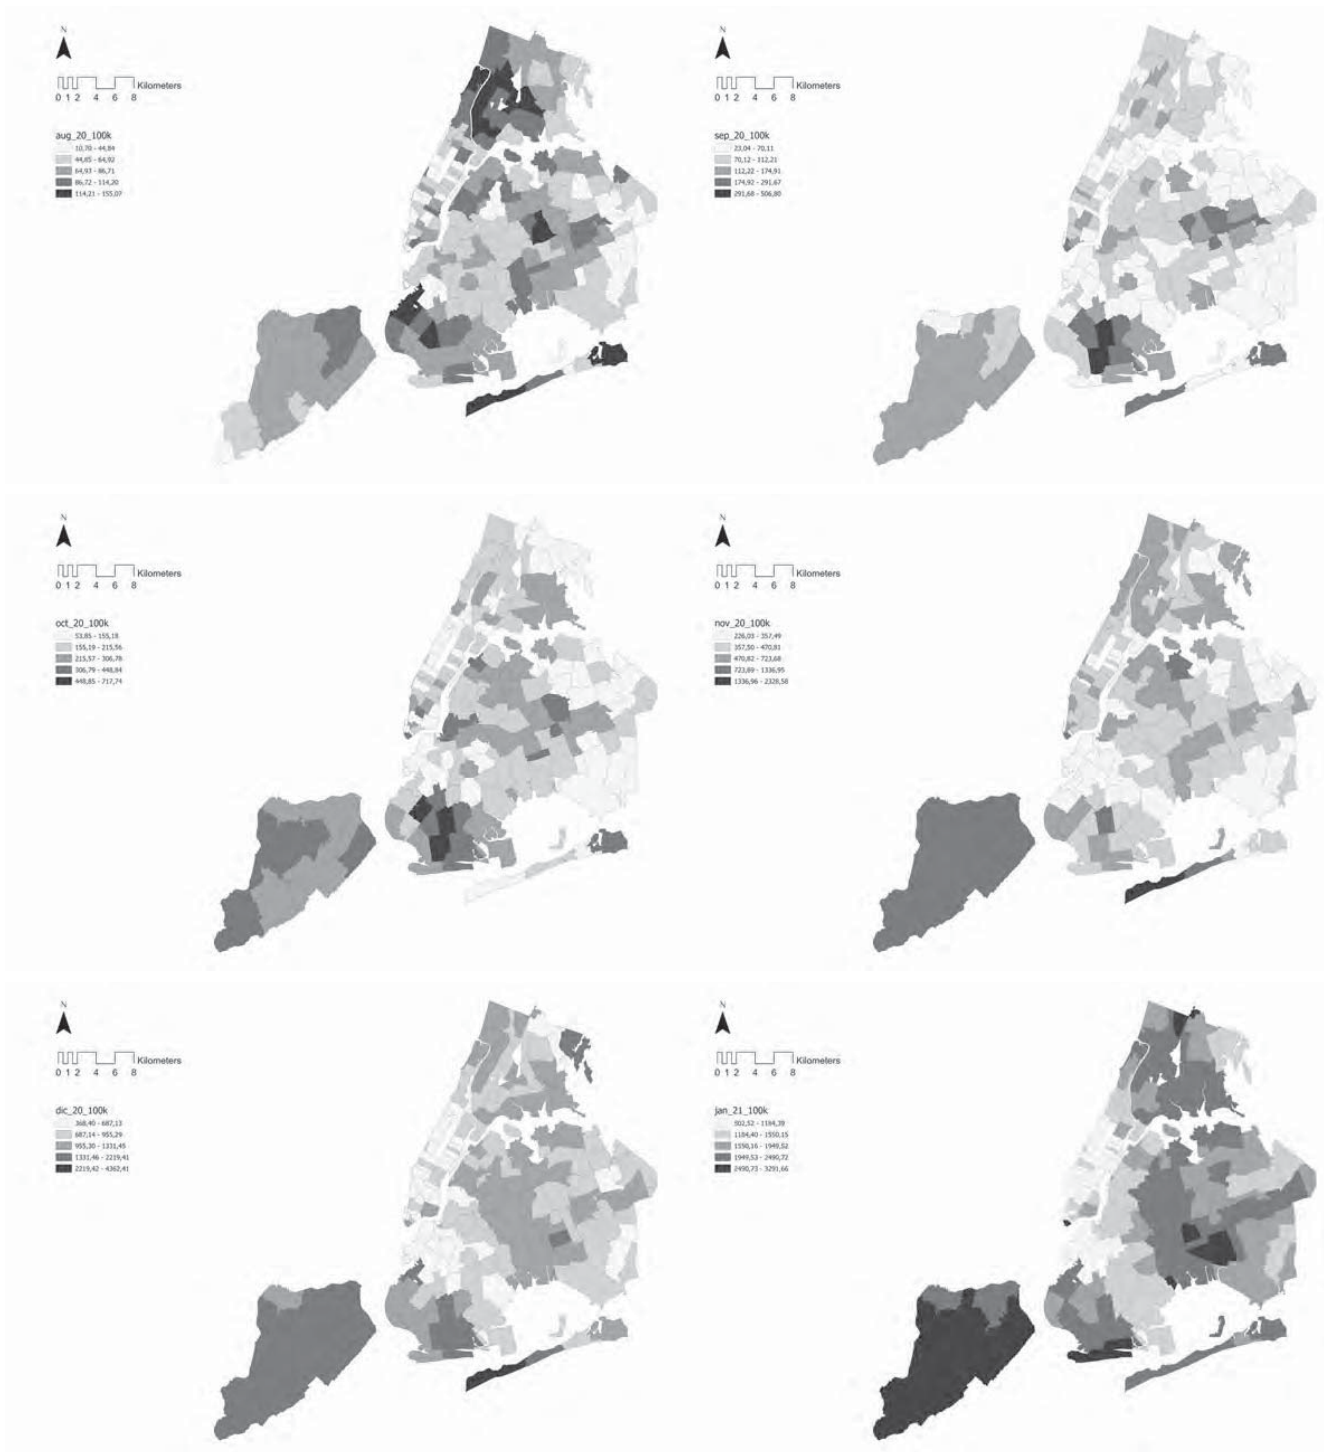 N
Kilometers
0 1 2 4 6 8
aug_20_100k
10,70 - 44,84
44,85 - 64,92
64,93 - 86,71
86,72 - 114,20
114,21 - 155,07
N
Kilometers
0 1 2 4 6 8
sep_20_100k
23,04 - 70,11
70,12 - 112,21
112,22 - 174,91
174,92 - 291,67
291,68 - 506,80
N
Kilometers
0 1 2 4 6 8
oct_20_100k
53,85 - 155,18
155,19 - 215,56
215,57 - 306,78
306,79 - 448,84
448,85 - 717,74
N
Kilometers
0 1 2 4 6 8
nov_20_100k
226,03 - 357,49
357,50 - 470,81
470,82 - 723,68
723,69 - 1336,95
1336,96 - 2328,58
N
Kilometers
0 1 2 4 6 8
dic_20_100k
368,40 - 687,13
687,14 - 955,29
955,30 - 1331,45
1331,46 - 2219,41
2219,42 - 4362,41
N
Kilometers
0 1 2 4 6 8
jan_21_100k
302,52 - 1184,39
1184,40 - 1550,15
1550,16 - 1949,52
1949,53 - 2490,72
2490,73 - 3291,66